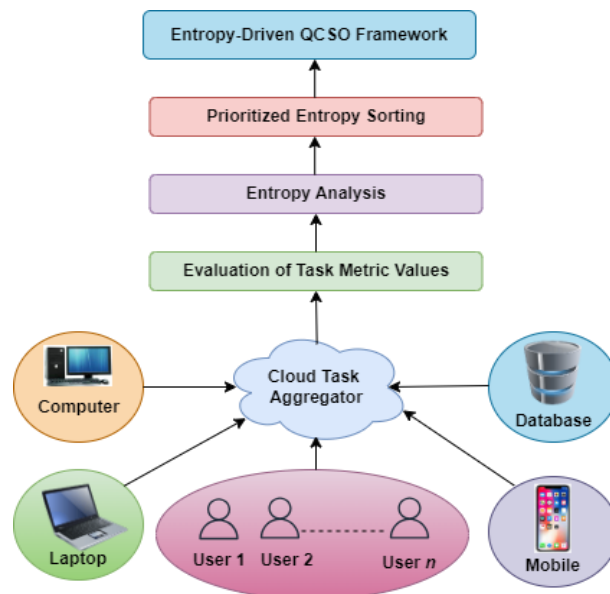 Entropy-Driven QCSO Framework
Prioritized Entropy Sorting
Entropy Analysis
Evaluation of Task Metric Values
Cloud Task
Aggregator
Computer
Database
Laptop
User 1
User 2
User n
Mobile